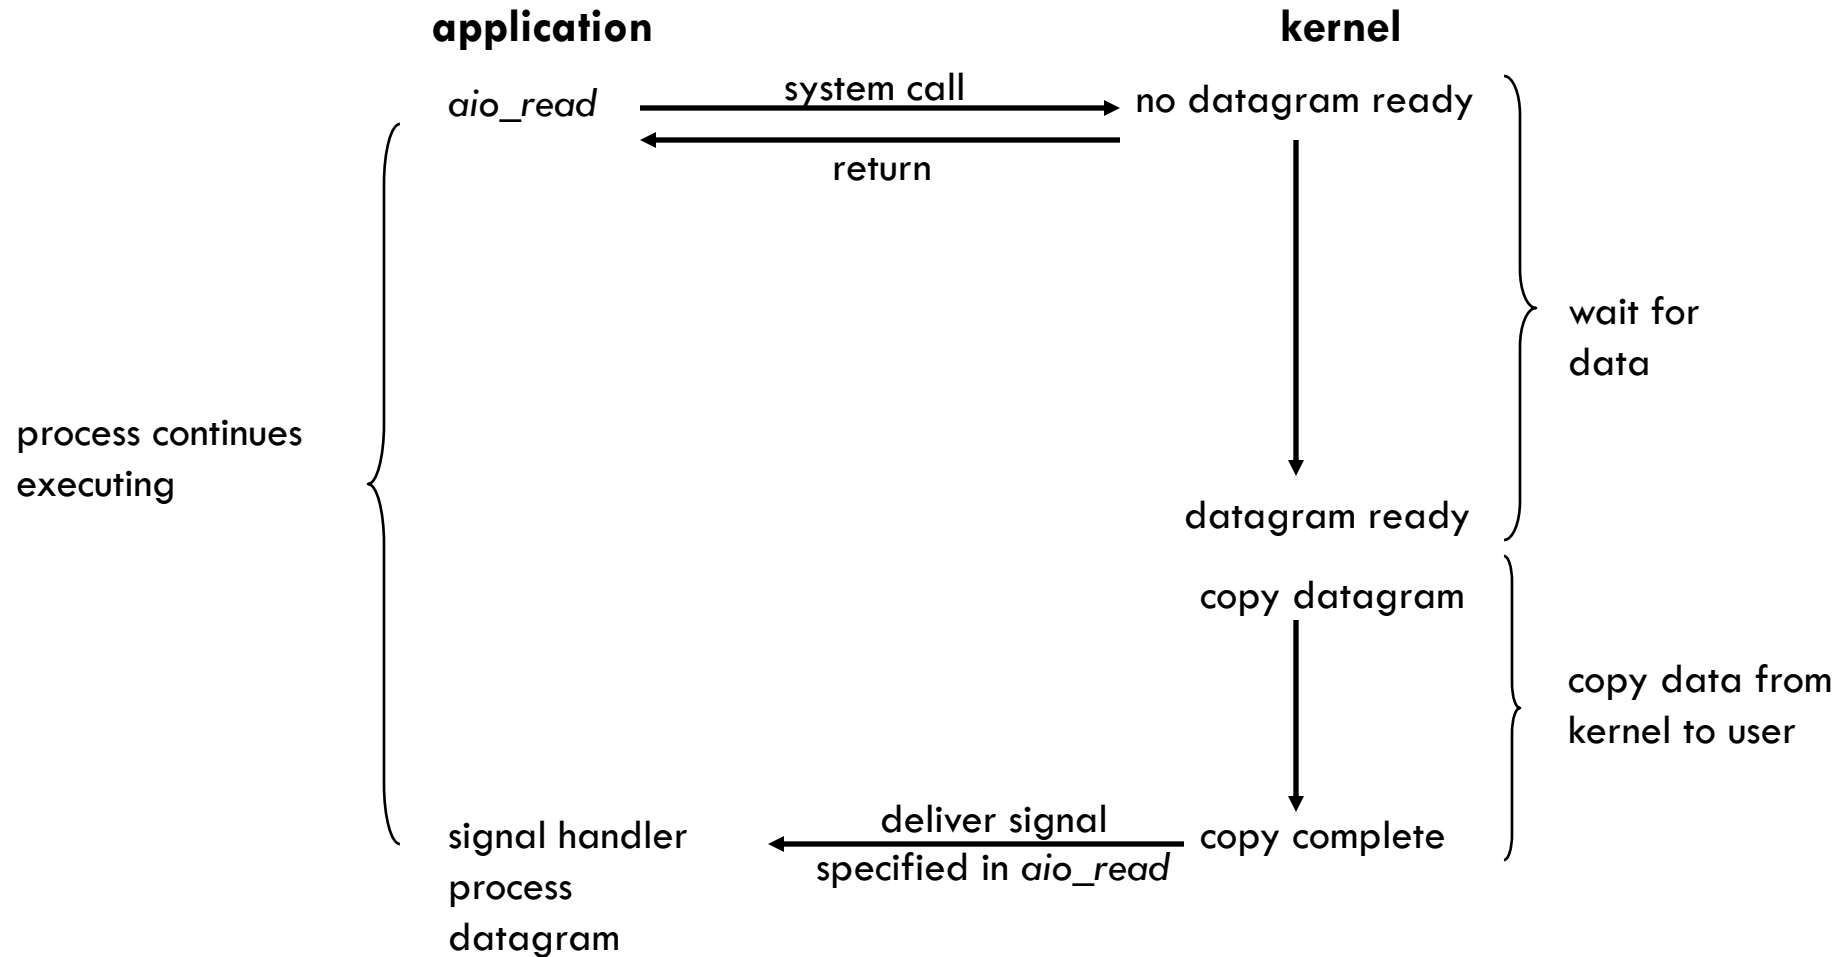 application
kernel
aio_read
system call
no datagram ready
return
wait for
data
process continues
executing
datagram ready
copy datagram
copy data from
kernel to user
deliver signal
specified in aio_read
copy complete
signal handler
process
datagram